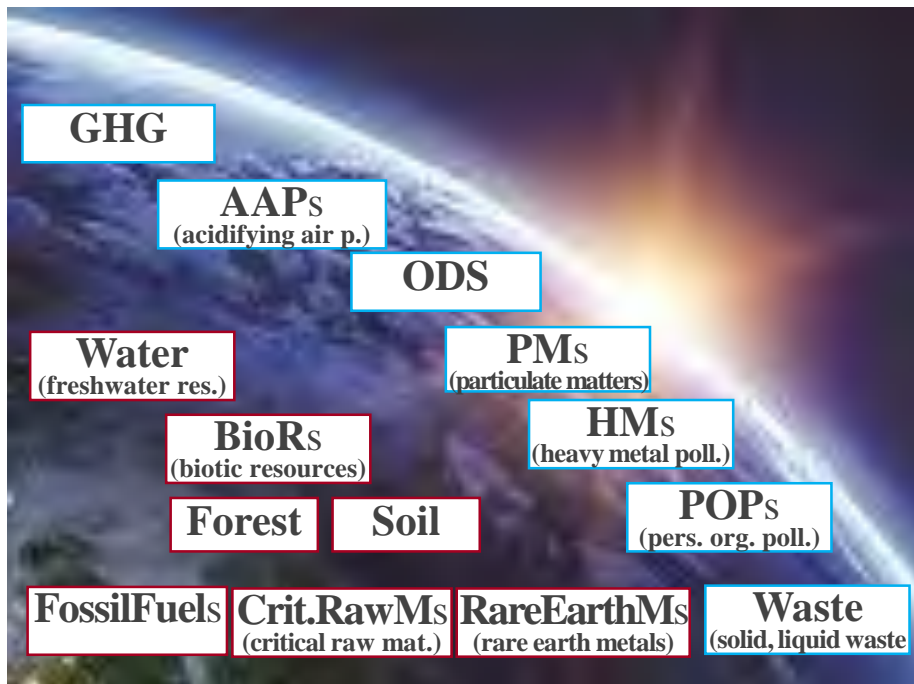 GHG
AAPs
(acidifying air p.)
ODS
Water
(freshwater res.)
PMs
(particulate matters)
BioRs
(biotic resources)
HMs
(heavy metal poll.)
Forest
Soil
POPs
(pers. org. poll.)
FossilFuels
Crit.RawMs
(critical raw mat.)
RareEarthMs
(rare earth metals)
Waste
(solid, liquid waste